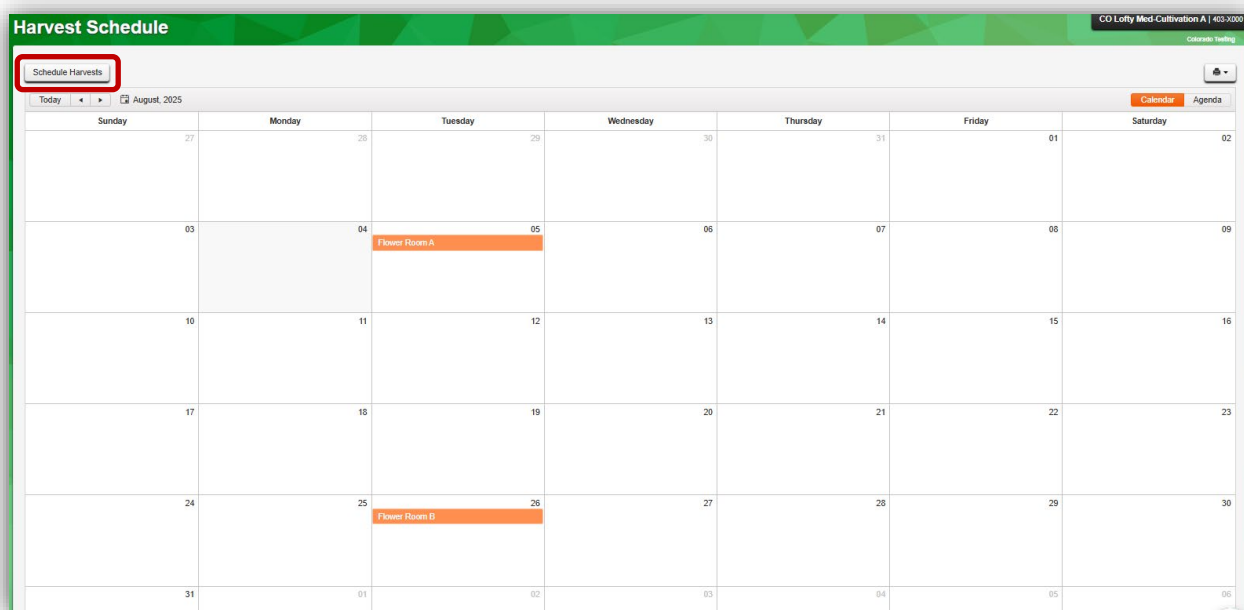 Harvest Schedule
CO Lofty Med-Cultivation A | 403-X000
Colorado Testing
Schedule Harvests
Today August, 2025 Calendar Agenda
Sunday Monday Tuesday Wednesday Thursday Friday Saturday
27 28 29 30 31 01 02
03 04 05 06 07 08 09
Flower Room A
10 11 12 13 14 15 16
17 18 19 20 21 22 23
24 25 26 27 28 29 30
Flower Room B
31 01 02 03 04 05 06